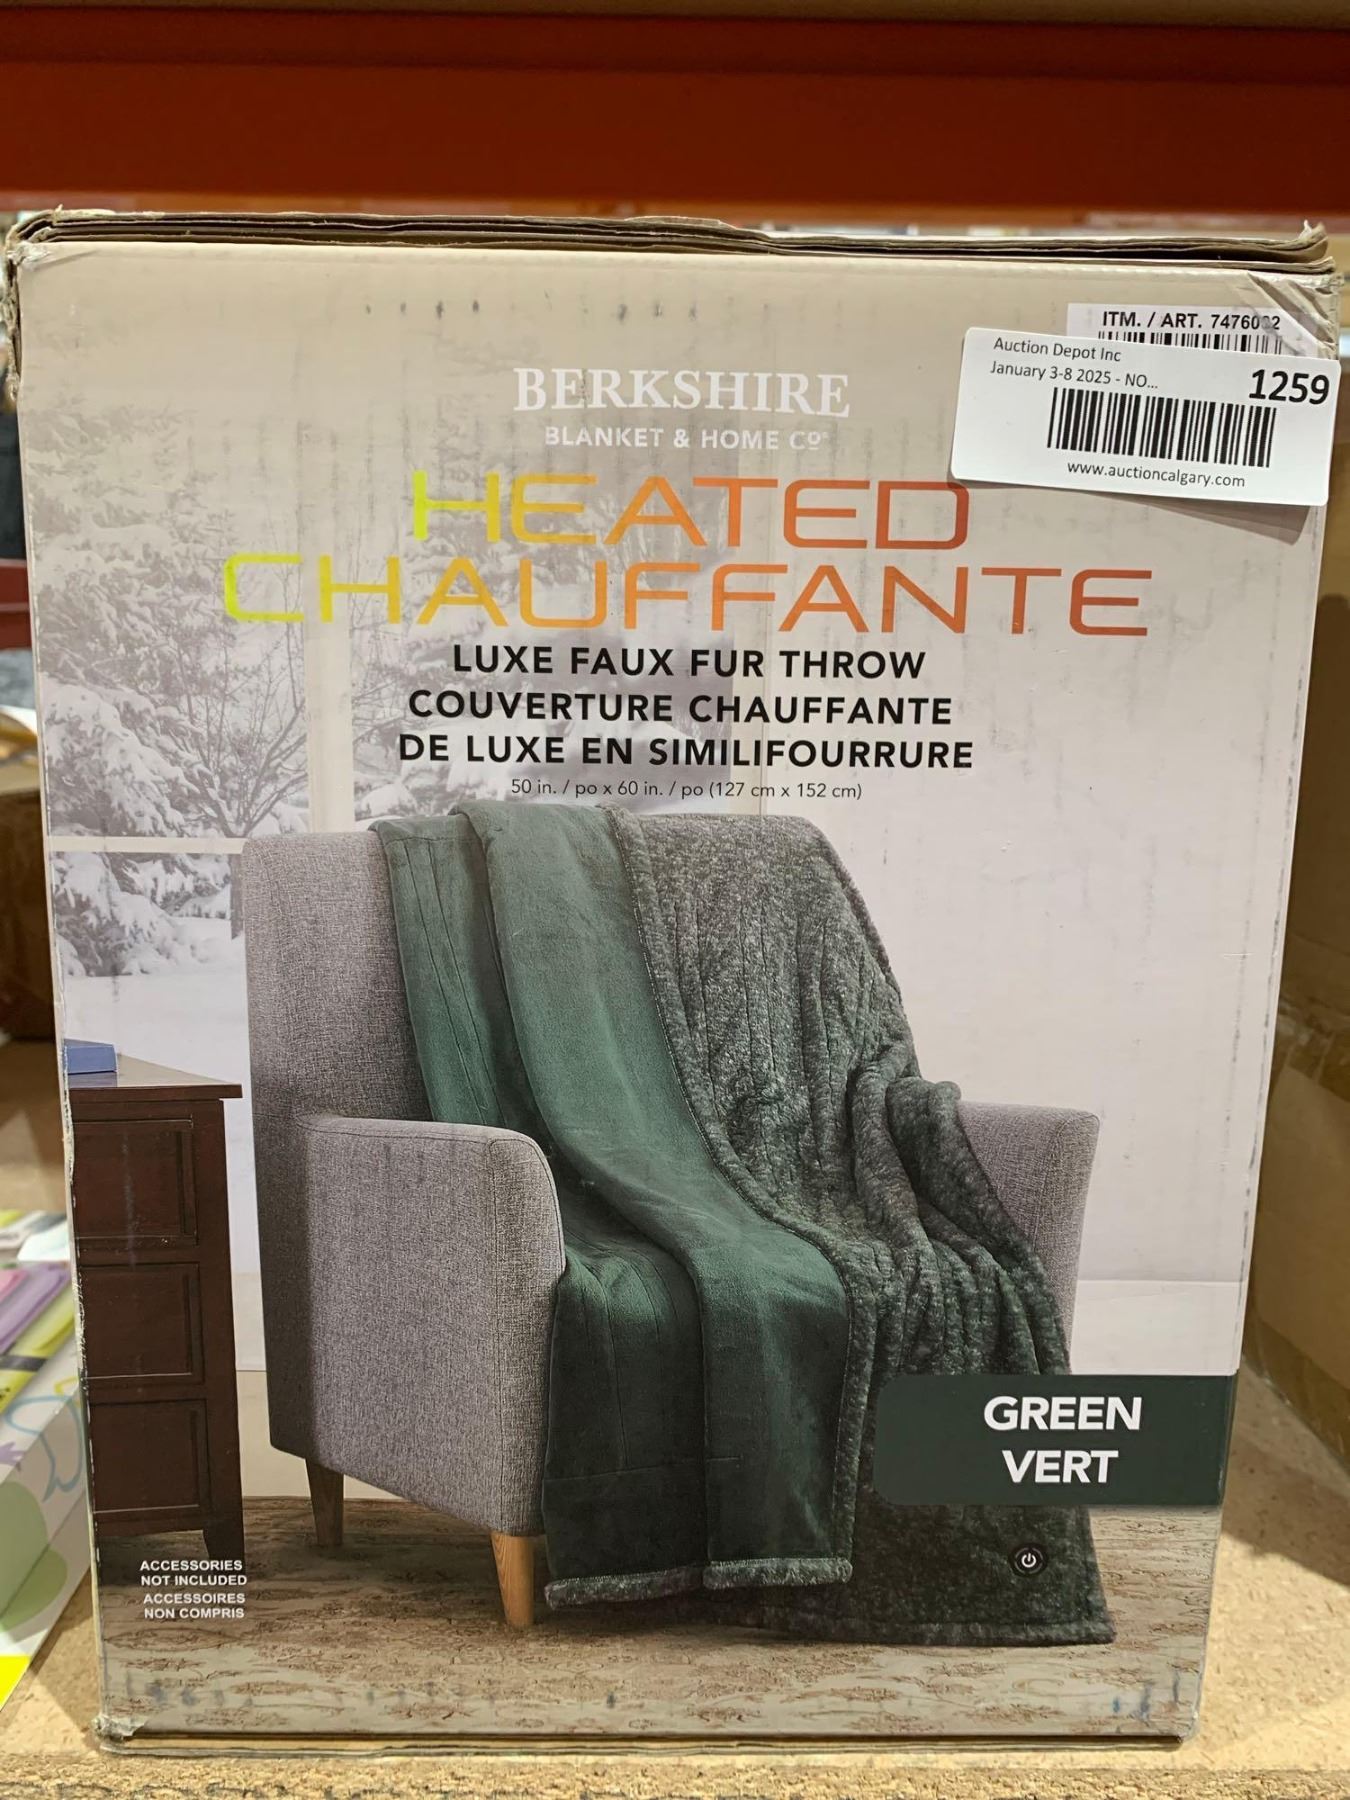 ITM. / ART.
Auction Depot Inc
January 3-8 2025 - NO...
1259
www.auctioncalgary.com
BERKSHIRE
BLANKET & HOME Cº
HEATED
CHAUFFANTE
LUXE FAUX FUR THROW
COUVERTURE CHAUFFANTE
DE LUXE EN SIMILIFOURRURE
50 in. / po x 60 in. / po (127 cm x 152 cm)
GREEN
VERT
ACCESSORIES
NOT INCLUDED
ACCESSOIRES
NON COMPRIS